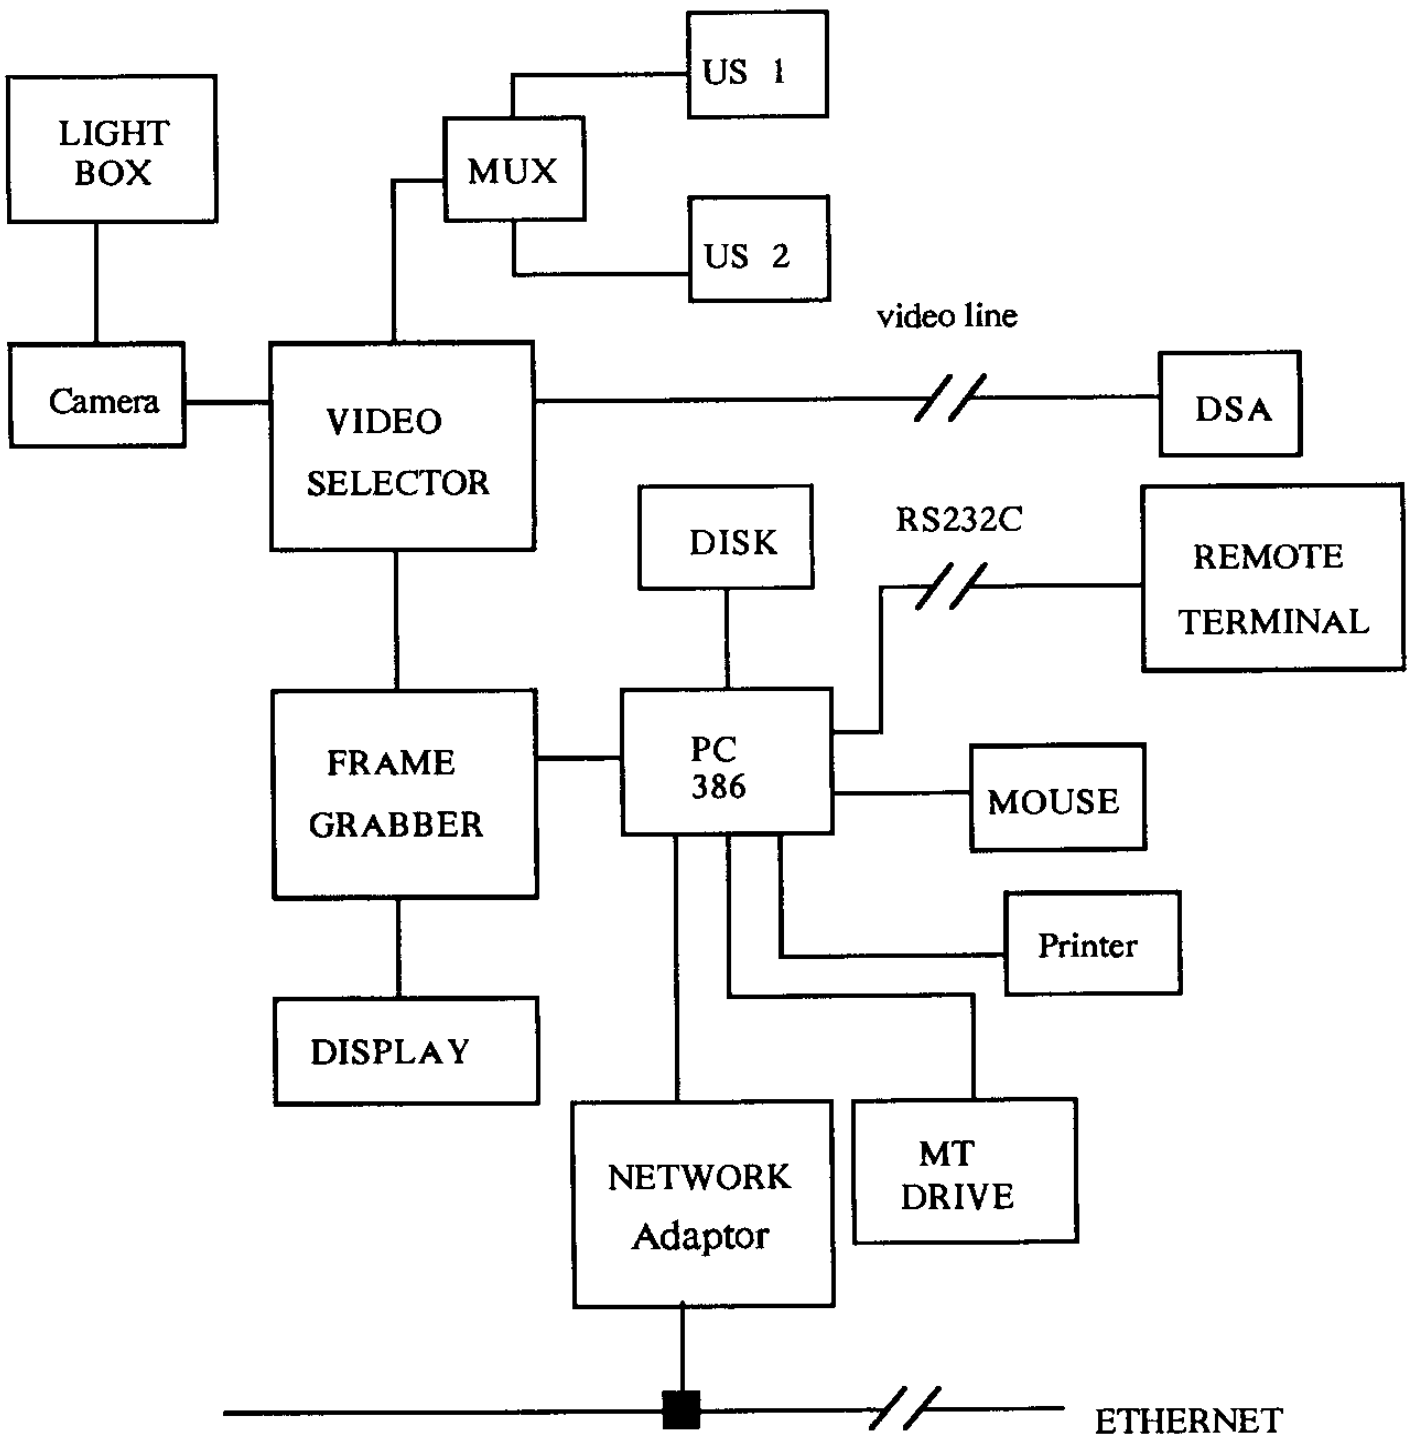 US 1
LIGHT
BOX
MUX
US 2
video line
Camera
VIDEO
SELECTOR
DSA
DISK
RS232C
REMOTE
TERMINAL
FRAME
GRABBER
PC
386
MOUSE
Printer
DISPLAY
NETWORK
Adaptor
MT
DRIVE
ETHERNET